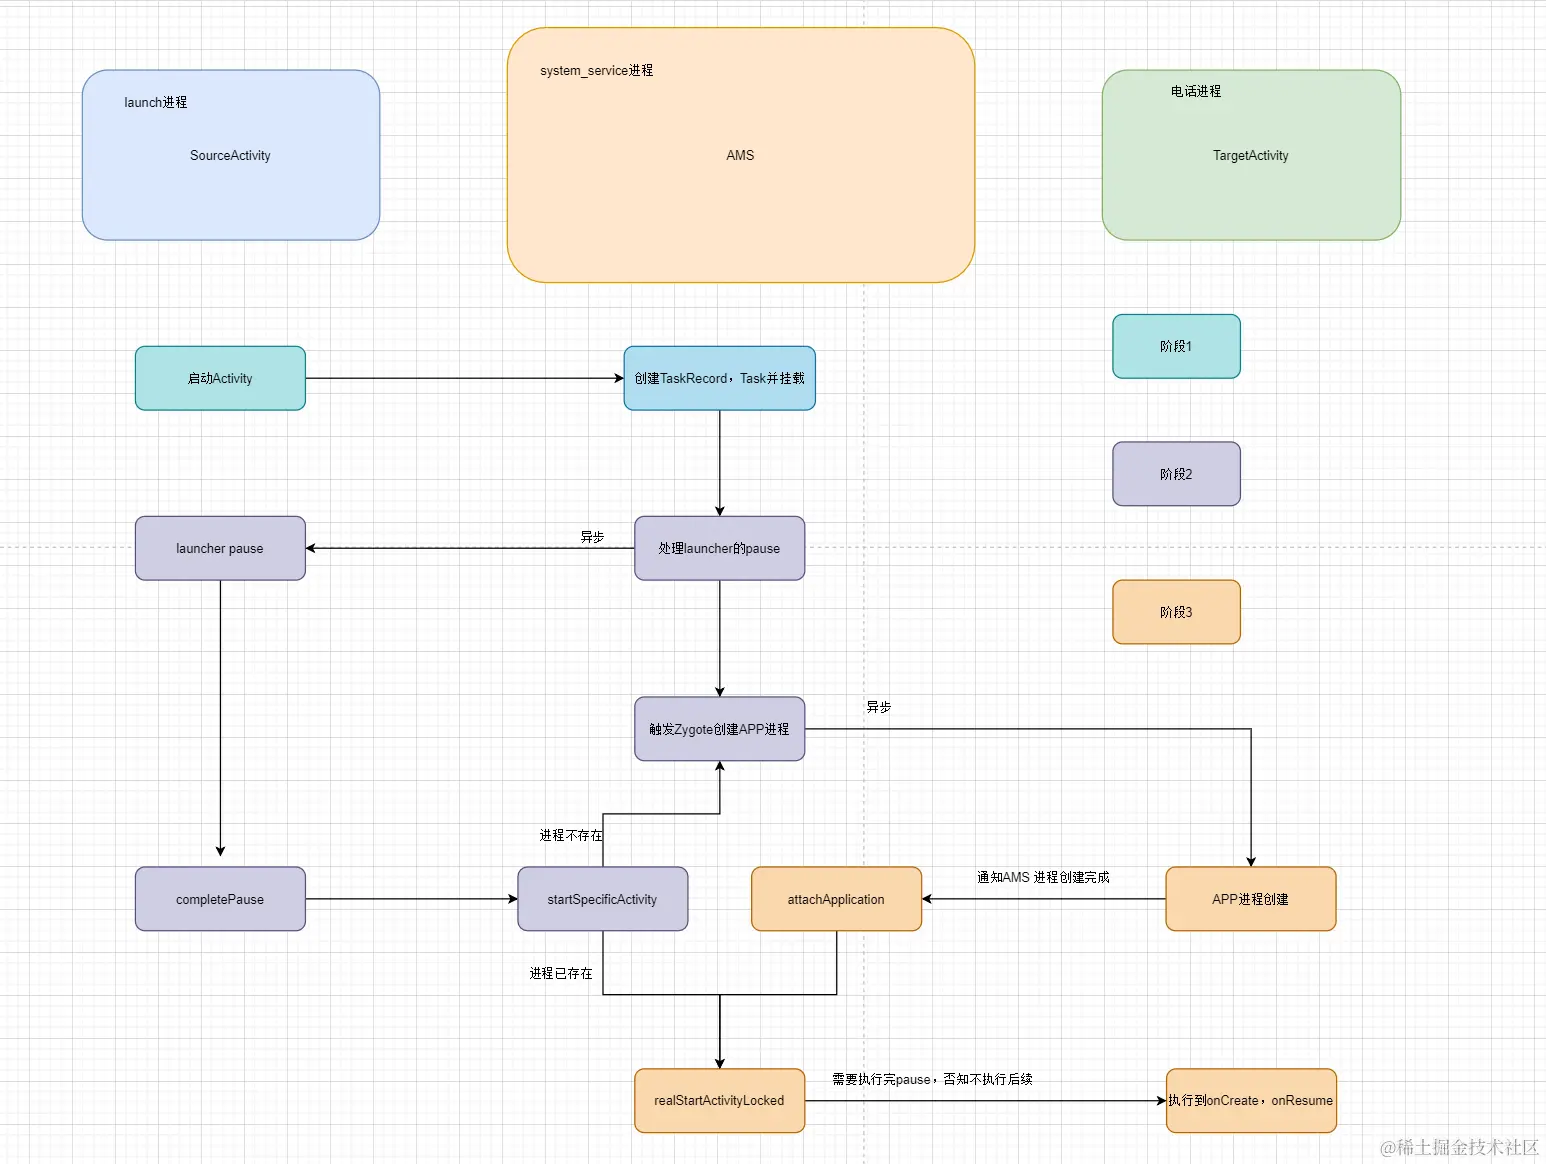 system_service进程
launch进程
电话进程
SourceActivity
AMS
TargetActivity
阶段1
启动Activity
创建TaskRecord，Task并挂载
阶段2
异步
launcher pause
处理launcher的pause
阶段3
异步
触发Zygote创建APP进程
进程不存在
通知AMS 进程创建完成
completePause
startSpecificActivity
attachApplication
APP进程创建
进程已存在
需要执行完pause，否知不执行后续
realStartActivityLocked
执行到onCreate，onResume
@稀土掘金技术社区